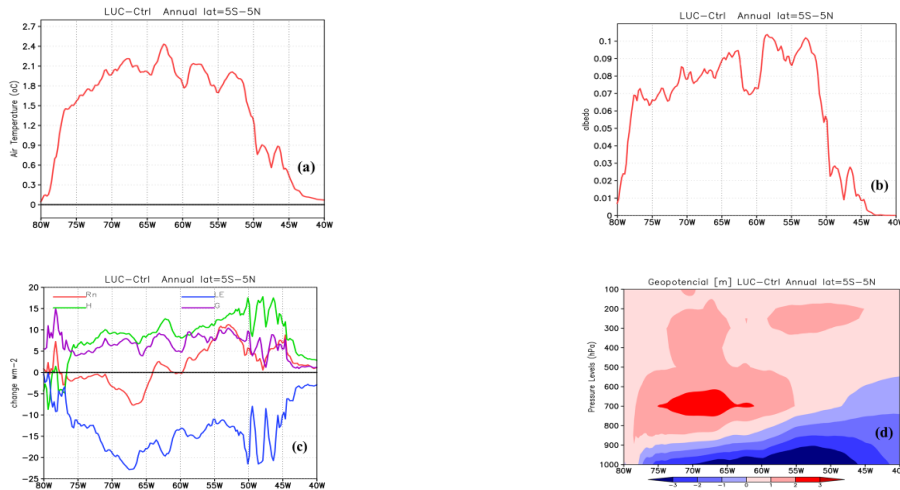 LUC-Ctrl Annual lat=5S-5N
Air Temperature (oC)
2.7
2.4
2.1
1.8
1.5
1.2
0.9
0.6
0.3
0
(a)
80W 75W 70W 65W 60W 55W 50W 45W 40W
LUC-Ctrl Annual lat=5S-5N
albedo
0.1
0.09
0.08
0.07
0.06
0.05
0.04
0.03
0.02
0.01
0
(b)
80W 75W 70W 65W 60W 55W 50W 45W 40W
LUC-Ctrl Annual lat=5S-5N
Rn LE
H G
change wm-2
20
15
10
5
0
-5
-10
-15
-20
-25
(c)
80W 75W 70W 65W 60W 55W 50W 45W 40W
Geopotencial [m] LUC-Ctrl Annual lat=5S-5N
Pressure Levels (hPa)
100
200
300
400
500
600
700
800
900
1000
(d)
80W 75W 70W 65W 60W 55W 50W 45W 40W
-3 -2 -1 1 2 3